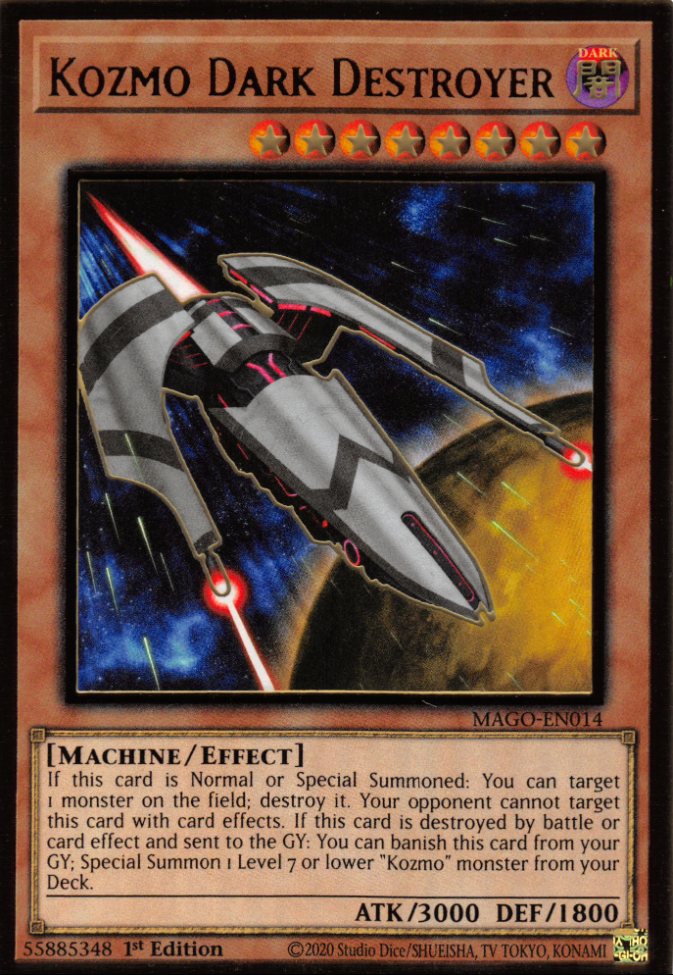 Kozmo Dark Destroyer
DARK
闇
MAGO-EN014
[Machine/Effect]
If this card is Normal or Special Summoned: You can target
1 monster on the field; destroy it. Your opponent cannot target
this card with card effects. If this card is destroyed by battle or
card effect and sent to the GY: You can banish this card from your
GY; Special Summon 1 Level 7 or lower "Kozmo" monster from your
Deck.
ATK/3000 DEF/1800
55885348 1st Edition ©2020 Studio Dice/SHUEISHA, TV TOKYO, KONAMI